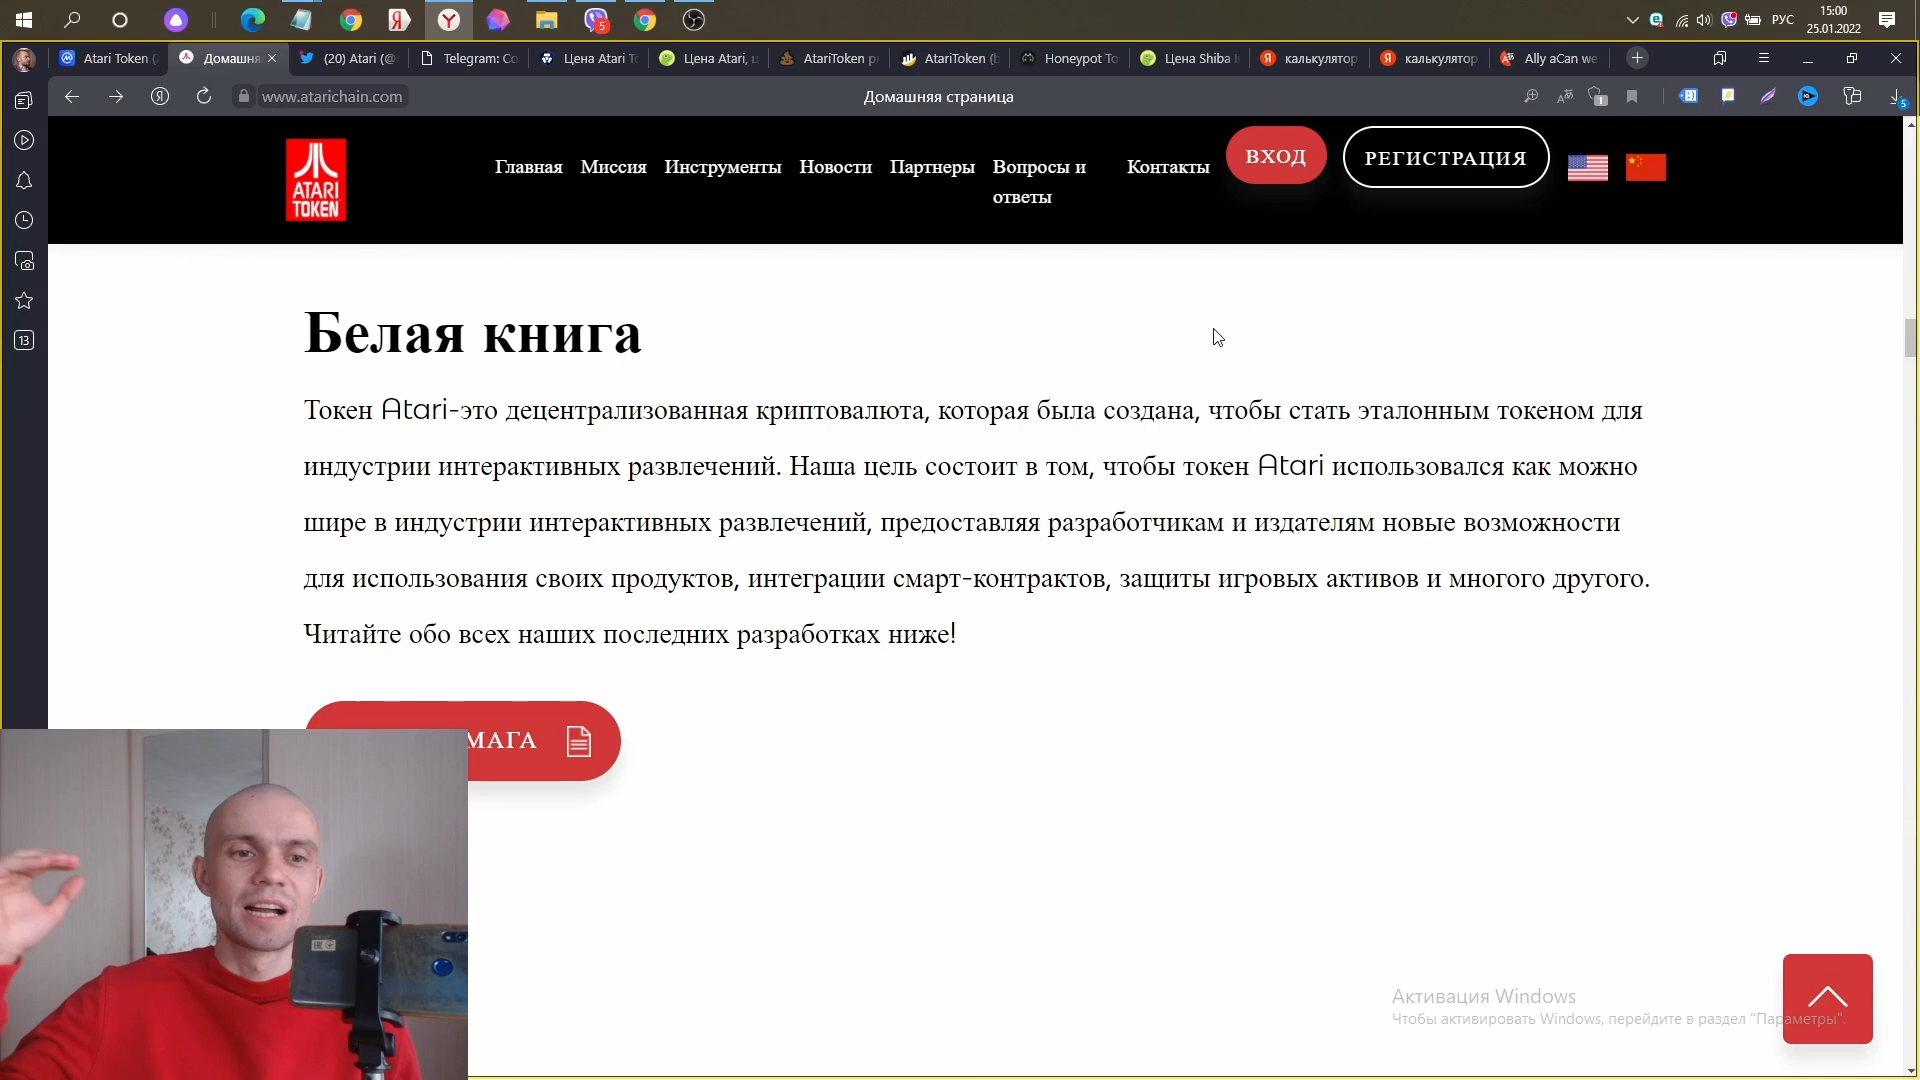 15:00
РУС
25.01.2022
5
Atari Token (
Домашня
(20) Atari (@
Telegram: Co
Цена Atari To
Цена Atari, ц
AtariToken p
AtariToken (b
Honeypot To
Цена Shiba I
калькулятор
калькулятор
Ally aCan we
www.atarichain.com
Домашняя страница
1
5
13
ATARI
TOKEN
Главная
Миссия
Инструменты
Новости
Партнеры
Вопросы и
ответы
Контакты
ВХОД
РЕГИСТРАЦИЯ
Белая книга
Токен Atari-это децентрализованная криптовалюта, которая была создана, чтобы стать эталонным токеном для
индустрии интерактивных развлечений. Наша цель состоит в том, чтобы токен Atari использовался как можно
шире в индустрии интерактивных развлечений, предоставляя разработчикам и издателям новые возможности
для использования своих продуктов, интеграции смарт-контрактов, защиты игровых активов и многого другого.
Читайте обо всех наших последних разработках ниже!
МАГА
Активация Windows
Чтобы активировать Windows, перейдите в раздел "Параметры".